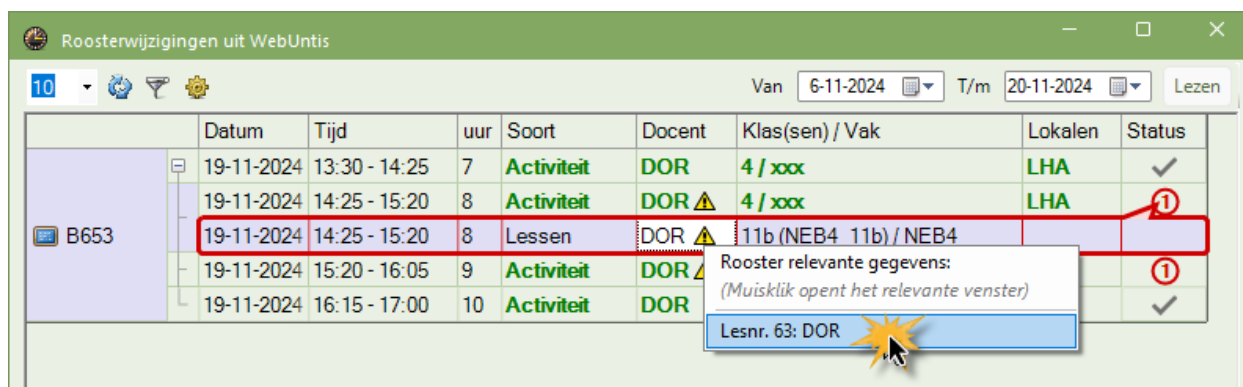 Roosterwijzigingen uit WebUntis
10 Van 6-11-2024 T/m 20-11-2024 Lezen
Datum Tijd uur Soort Docent Klas(sen) / Vak Lokalen Status
19-11-2024 13:30 - 14:25 7 Activiteit DOR 4 / xxx LHA
19-11-2024 14:25 - 15:20 8 Activiteit DOR 4 / xxx LHA 1
B653 19-11-2024 14:25 - 15:20 8 Lessen DOR 11b (NEB4_11b) / NEB4
19-11-2024 15:20 - 16:05 9 Activiteit DOR 1
19-11-2024 16:15 - 17:00 10 Activiteit DOR
Rooster relevante gegevens:
(Muisklik opent het relevante venster)
Lesnr. 63: DOR